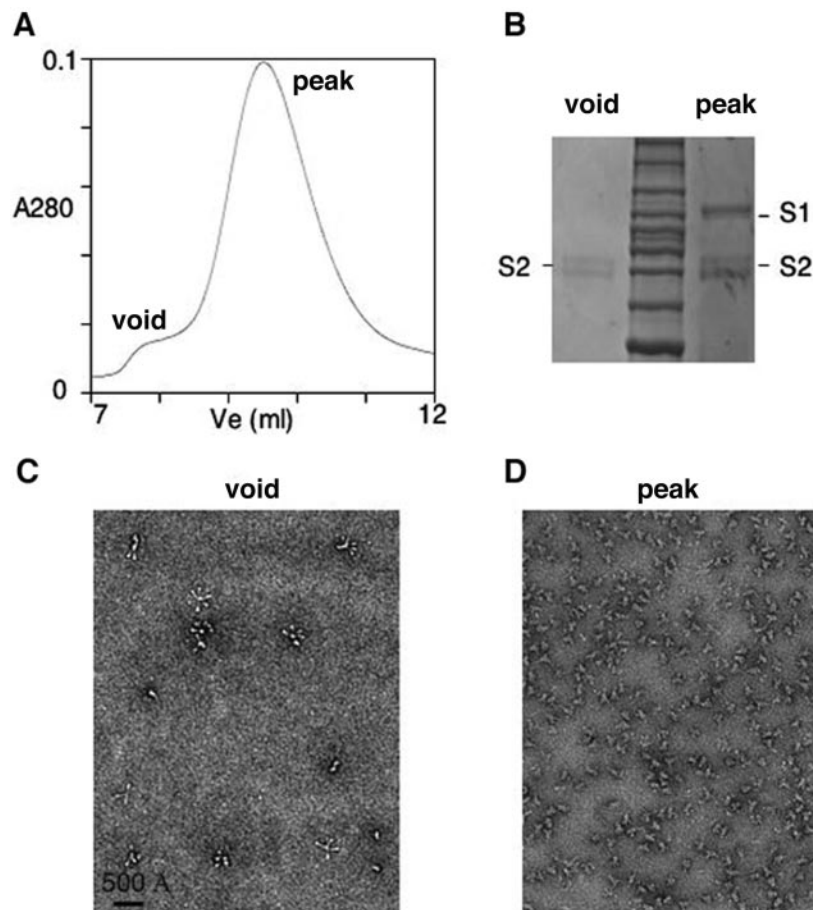 A
0.1
peak
A280
void
0
7
Ve (ml)
12
B
void
peak
S1
S2
S2
C
void
500 Å
D
peak